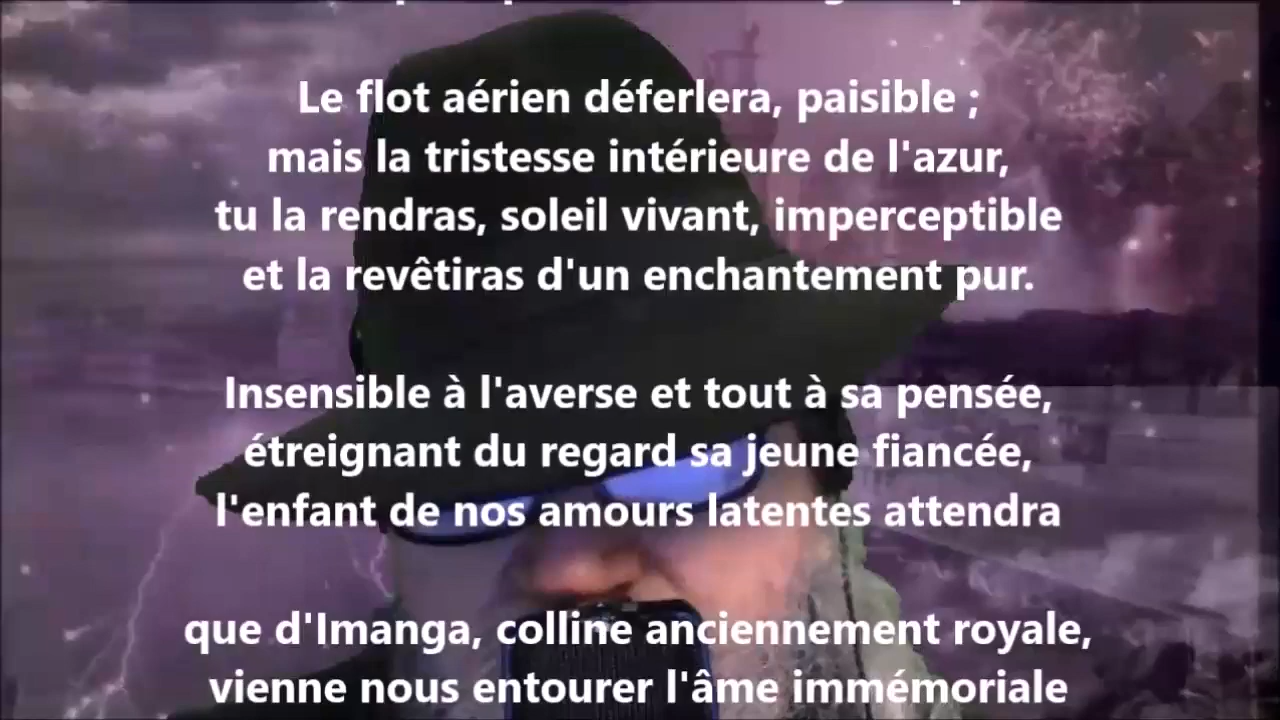 Le flot aérien déferlera, paisible ;
mais la tristesse intérieure de l'azur,
tu la rendras, soleil vivant, imperceptible
et la revêtiras d'un enchantement pur.
Insensible à l'averse et tout à sa pensée,
étreignant du regard sa jeune fiancée,
l'enfant de nos amours latentes attendra
que d'Imanga, colline anciennement royale,
vienne nous entourer l'âme immémoriale